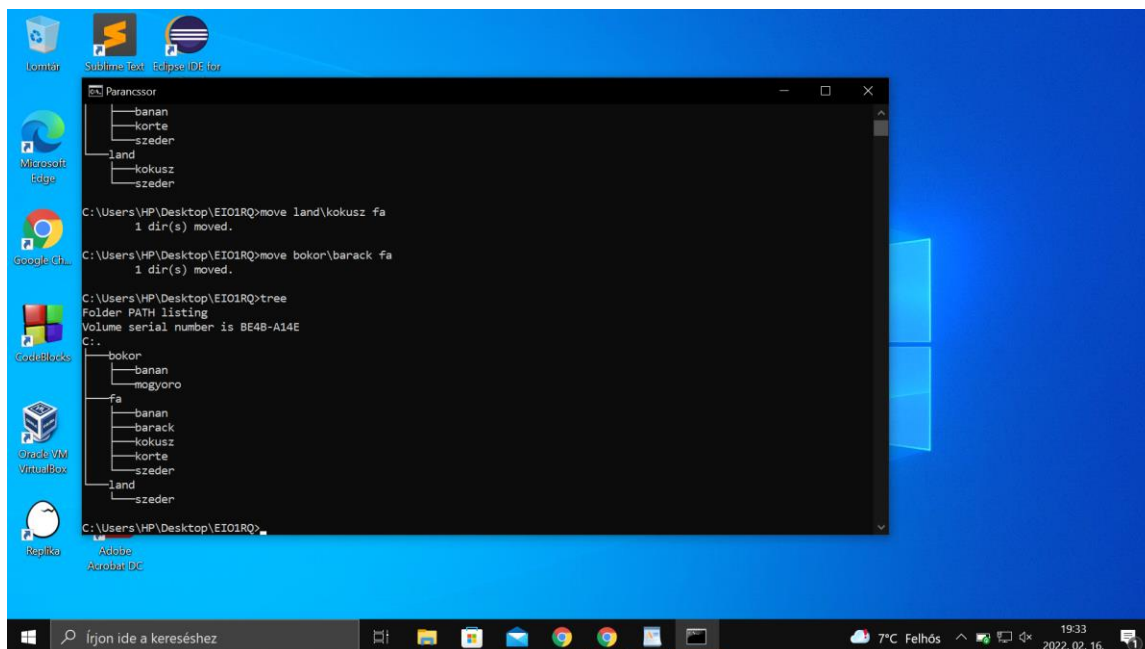 Lomtár
Sublime Text
Eclipse IDE for
Parancssor
│   ├──banan
│   ├──korte
│   └──szeder
└──land
    ├──kokusz
    └──szeder
C:\Users\HP\Desktop\EIO1RQ>move land\kokusz fa
        1 dir(s) moved.
C:\Users\HP\Desktop\EIO1RQ>move bokor\barack fa
        1 dir(s) moved.
C:\Users\HP\Desktop\EIO1RQ>tree
Folder PATH listing
Volume serial number is BE4B-A14E
C:.
├──bokor
│   ├──banan
│   └──mogyoro
├──fa
│   ├──banan
│   ├──barack
│   ├──kokusz
│   ├──korte
│   └──szeder
└──land
    └──szeder
C:\Users\HP\Desktop\EIO1RQ>_
Microsoft
Edge
Google Ch...
CodeBlocks
Oracle VM
VirtualBox
Replika
Adobe
Acrobat DC
Írjon ide a kereséshez
7°C Felhős
19:33
2022. 02. 16.
1